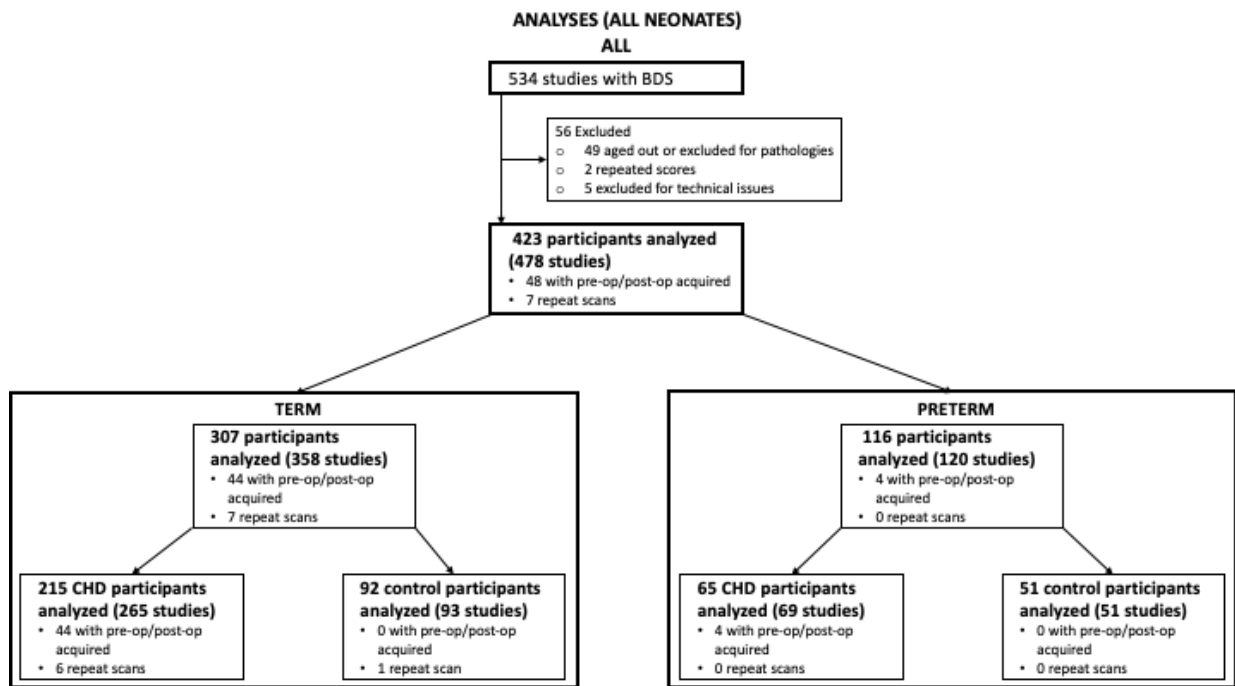 ANALYSES (ALL NEONATES)
ALL
534 studies with BDS
56 Excluded
o 49 aged out or excluded for pathologies
o 2 repeated scores
o 5 excluded for technical issues
423 participants analyzed
(478 studies)
• 48 with pre-op/post-op acquired
• 7 repeat scans
TERM
307 participants
analyzed (358 studies)
• 44 with pre-op/post-op
acquired
• 7 repeat scans
215 CHD participants
analyzed (265 studies)
• 44 with pre-op/post-op
acquired
• 6 repeat scans
92 control participants
analyzed (93 studies)
• 0 with pre-op/post-op
acquired
• 1 repeat scan
PRETERM
116 participants
analyzed (120 studies)
• 4 with pre-op/post-op
acquired
• 0 repeat scans
65 CHD participants
analyzed (69 studies)
• 4 with pre-op/post-op
acquired
• 0 repeat scans
51 control participants
analyzed (51 studies)
• 0 with pre-op/post-op
acquired
• 0 repeat scans